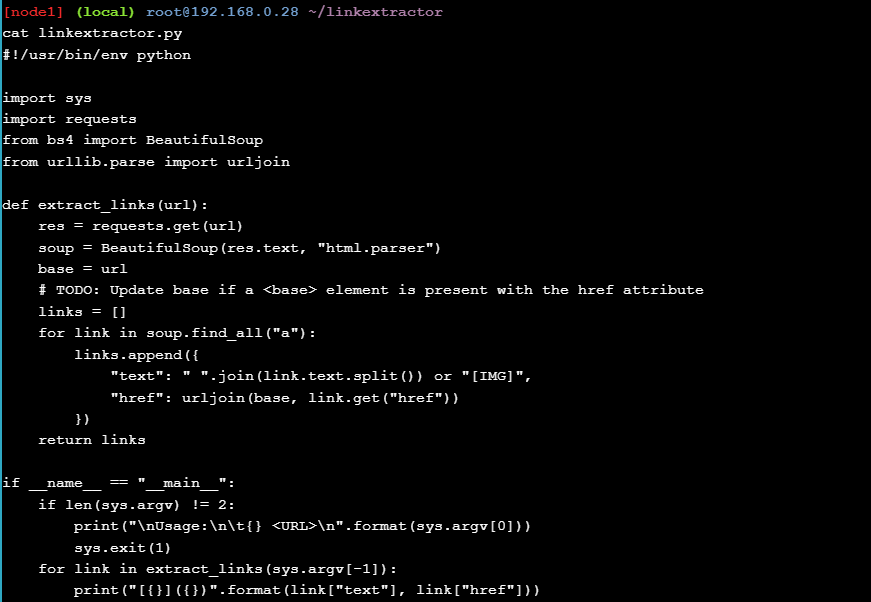 [node1] (local) root@192.168.0.28 ~/linkextractor
cat linkextractor.py
#!/usr/bin/env python

import sys
import requests
from bs4 import BeautifulSoup
from urllib.parse import urljoin

def extract_links(url):
    res = requests.get(url)
    soup = BeautifulSoup(res.text, "html.parser")
    base = url
    # TODO: Update base if a <base> element is present with the href attribute
    links = []
    for link in soup.find_all("a"):
        links.append({
            "text": " ".join(link.text.split()) or "[IMG]",
            "href": urljoin(base, link.get("href"))
        })
    return links

if __name__ == "__main__":
    if len(sys.argv) != 2:
        print("\nUsage:\n\t{} <URL>\n".format(sys.argv[0]))
        sys.exit(1)
    for link in extract_links(sys.argv[-1]):
        print("[{}]({})".format(link["text"], link["href"]))